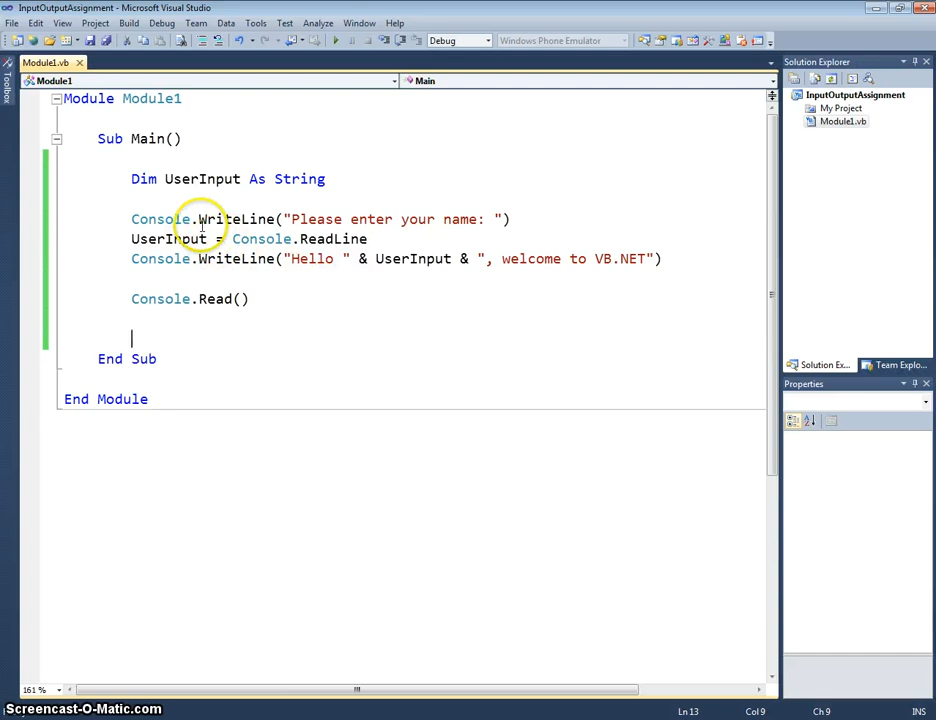 InputOutputAssignment - Microsoft Visual Studio
File Edit View Project Build Debug Team Data Tools Test Analyze Window Help
Debug Windows Phone Emulator
Module1.vb
Solution Explorer
Toolbox
Module1 Main
InputOutputAssignment
My Project
Module1.vb
Module Module1
Sub Main()
Dim UserInput As String
Console.WriteLine("Please enter your name: ")
UserInput = Console.ReadLine
Console.WriteLine("Hello " & UserInput & ", welcome to VB.NET")
Console.Read()
End Sub
End Module
Solution Ex... Team Explo...
Properties
161 %
Screencast-O-Matic.com
Ln 13 Col 9 Ch 9 INS